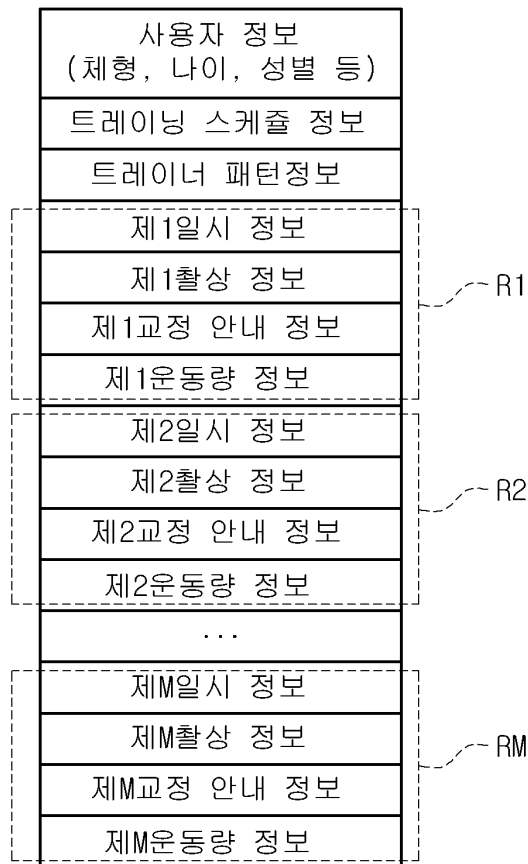 사용자 정보
(체형, 나이, 성별 등)
트레이닝 스케쥴 정보
트레이너 패턴정보
제1일시 정보
제1촬상 정보
제1교정 안내 정보
제1운동량 정보
R1
제2일시 정보
제2촬상 정보
제2교정 안내 정보
제2운동량 정보
R2
...
제M일시 정보
제M촬상 정보
제M교정 안내 정보
제M운동량 정보
RM